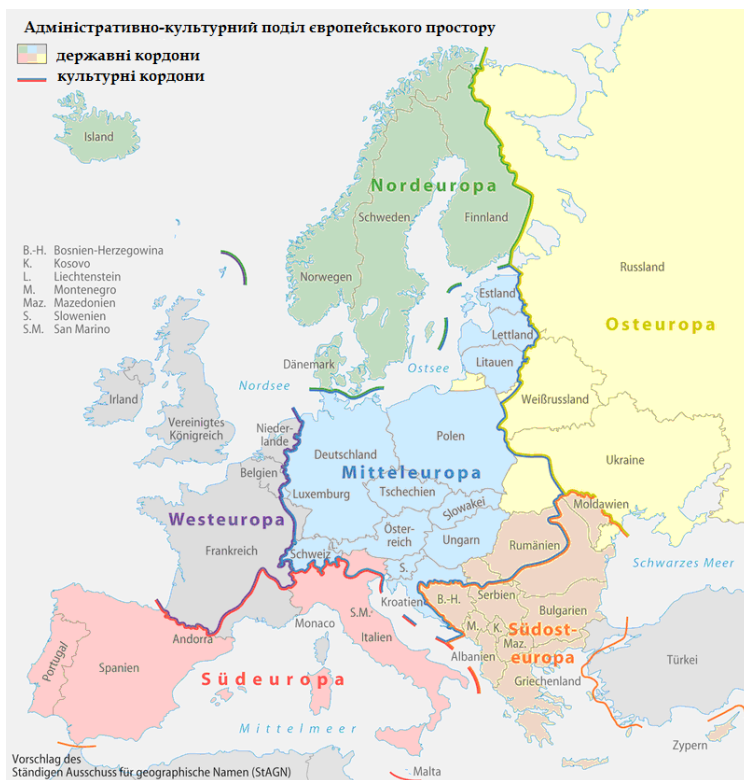 Адміністративно-культурний поділ європейського простору
державні кордони
культурні кордони
Island
Nordeuropa
Schweden
Finnland
Norwegen
B.-H. Bosnien-Herzegowina
K. Kosovo
L. Liechtenstein
M. Montenegro
Maz. Mazedonien
S. Slowenien
S.M. San Marino
Russland
Estland
Osteuropa
Lettland
Dänemark
Ostsee
Litauen
Nordsee
Irland
Weißrussland
Vereinigtes
Königreich
Nieder-
lande
Deutschland
Polen
Belgien
Mitteleuropa
Ukraine
Luxemburg
Tschechien
Slowakei
Westeuropa
Moldawien
Öster-
reich
Ungarn
Frankreich
Schweiz
Rumänien
S.
Schwarzes Meer
Kroatien
B.-H.
Serbien
S.M.
Monaco
Italien
Bulgarien
Andorra
M.
K.
Südost-
europa
Maz.
Albanien
Portugal
Spanien
Südeuropa
Türkei
Griechenland
Mittelmeer
Zypern
Vorschlag des
Ständigen Ausschuss für geographische Namen (StAGN)
Malta